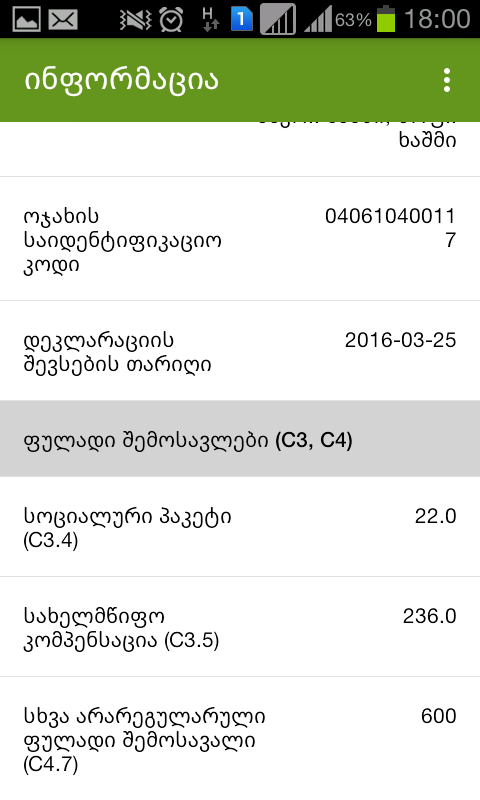 H 1 63% 18:00
ინფორმაცია
ხაშმი
ოჯახის 04061040011
საიდენტიფიკაციო 7
კოდი
დეკლარაციის 2016-03-25
შევსების თარიღი
ფულადი შემოსავლები (C3, C4)
სოციალური პაკეტი 22.0
(C3.4)
სახელმწიფო 236.0
კომპენსაცია (C3.5)
სხვა არარეგულარული 600
ფულადი შემოსავალი
(C4.7)